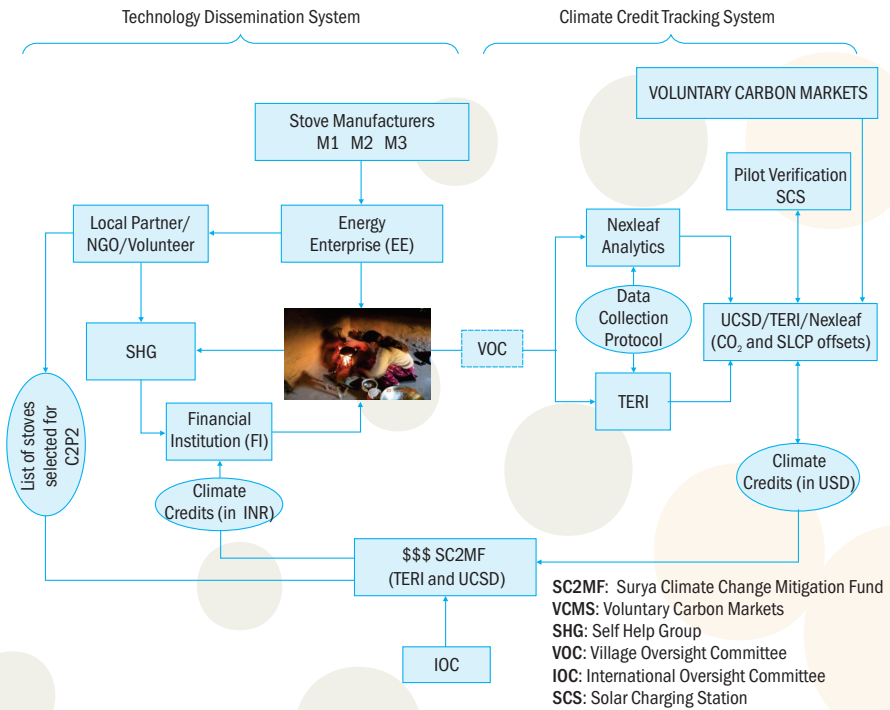 Technology Dissemination System
Climate Credit Tracking System
VOLUNTARY CARBON MARKETS
Stove Manufacturers
M1 M2 M3
Pilot Verification
SCS
Local Partner/
NGO/Volunteer
Energy
Enterprise (EE)
Nexleaf
Analytics
Data
Collection
Protocol
UCSD/TERI/Nexleaf
(CO₂ and SLCP offsets)
SHG
VOC
TERI
List of stoves
selected for
C2P2
Financial
Institution (FI)
Climate
Credits (in INR)
Climate
Credits (in USD)
$$$ SC2MF
(TERI and UCSD)
IOC
SC2MF: Surya Climate Change Mitigation Fund
VCMS: Voluntary Carbon Markets
SHG: Self Help Group
VOC: Village Oversight Committee
IOC: International Oversight Committee
SCS: Solar Charging Station